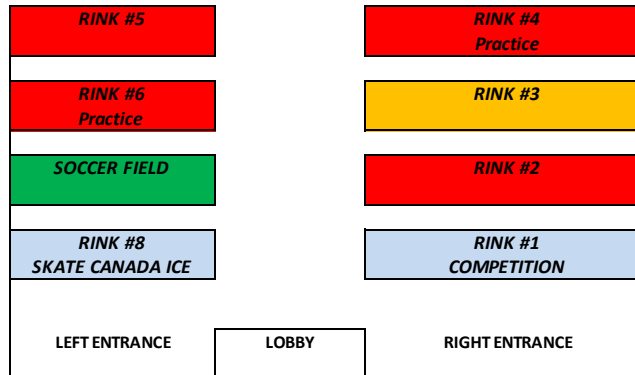 RINK #5
RINK #4
Practice
RINK #6
Practice
RINK #3
SOCCER FIELD
RINK #2
RINK #8
SKATE CANADA ICE
RINK #1
COMPETITION
LEFT ENTRANCE
LOBBY
RIGHT ENTRANCE